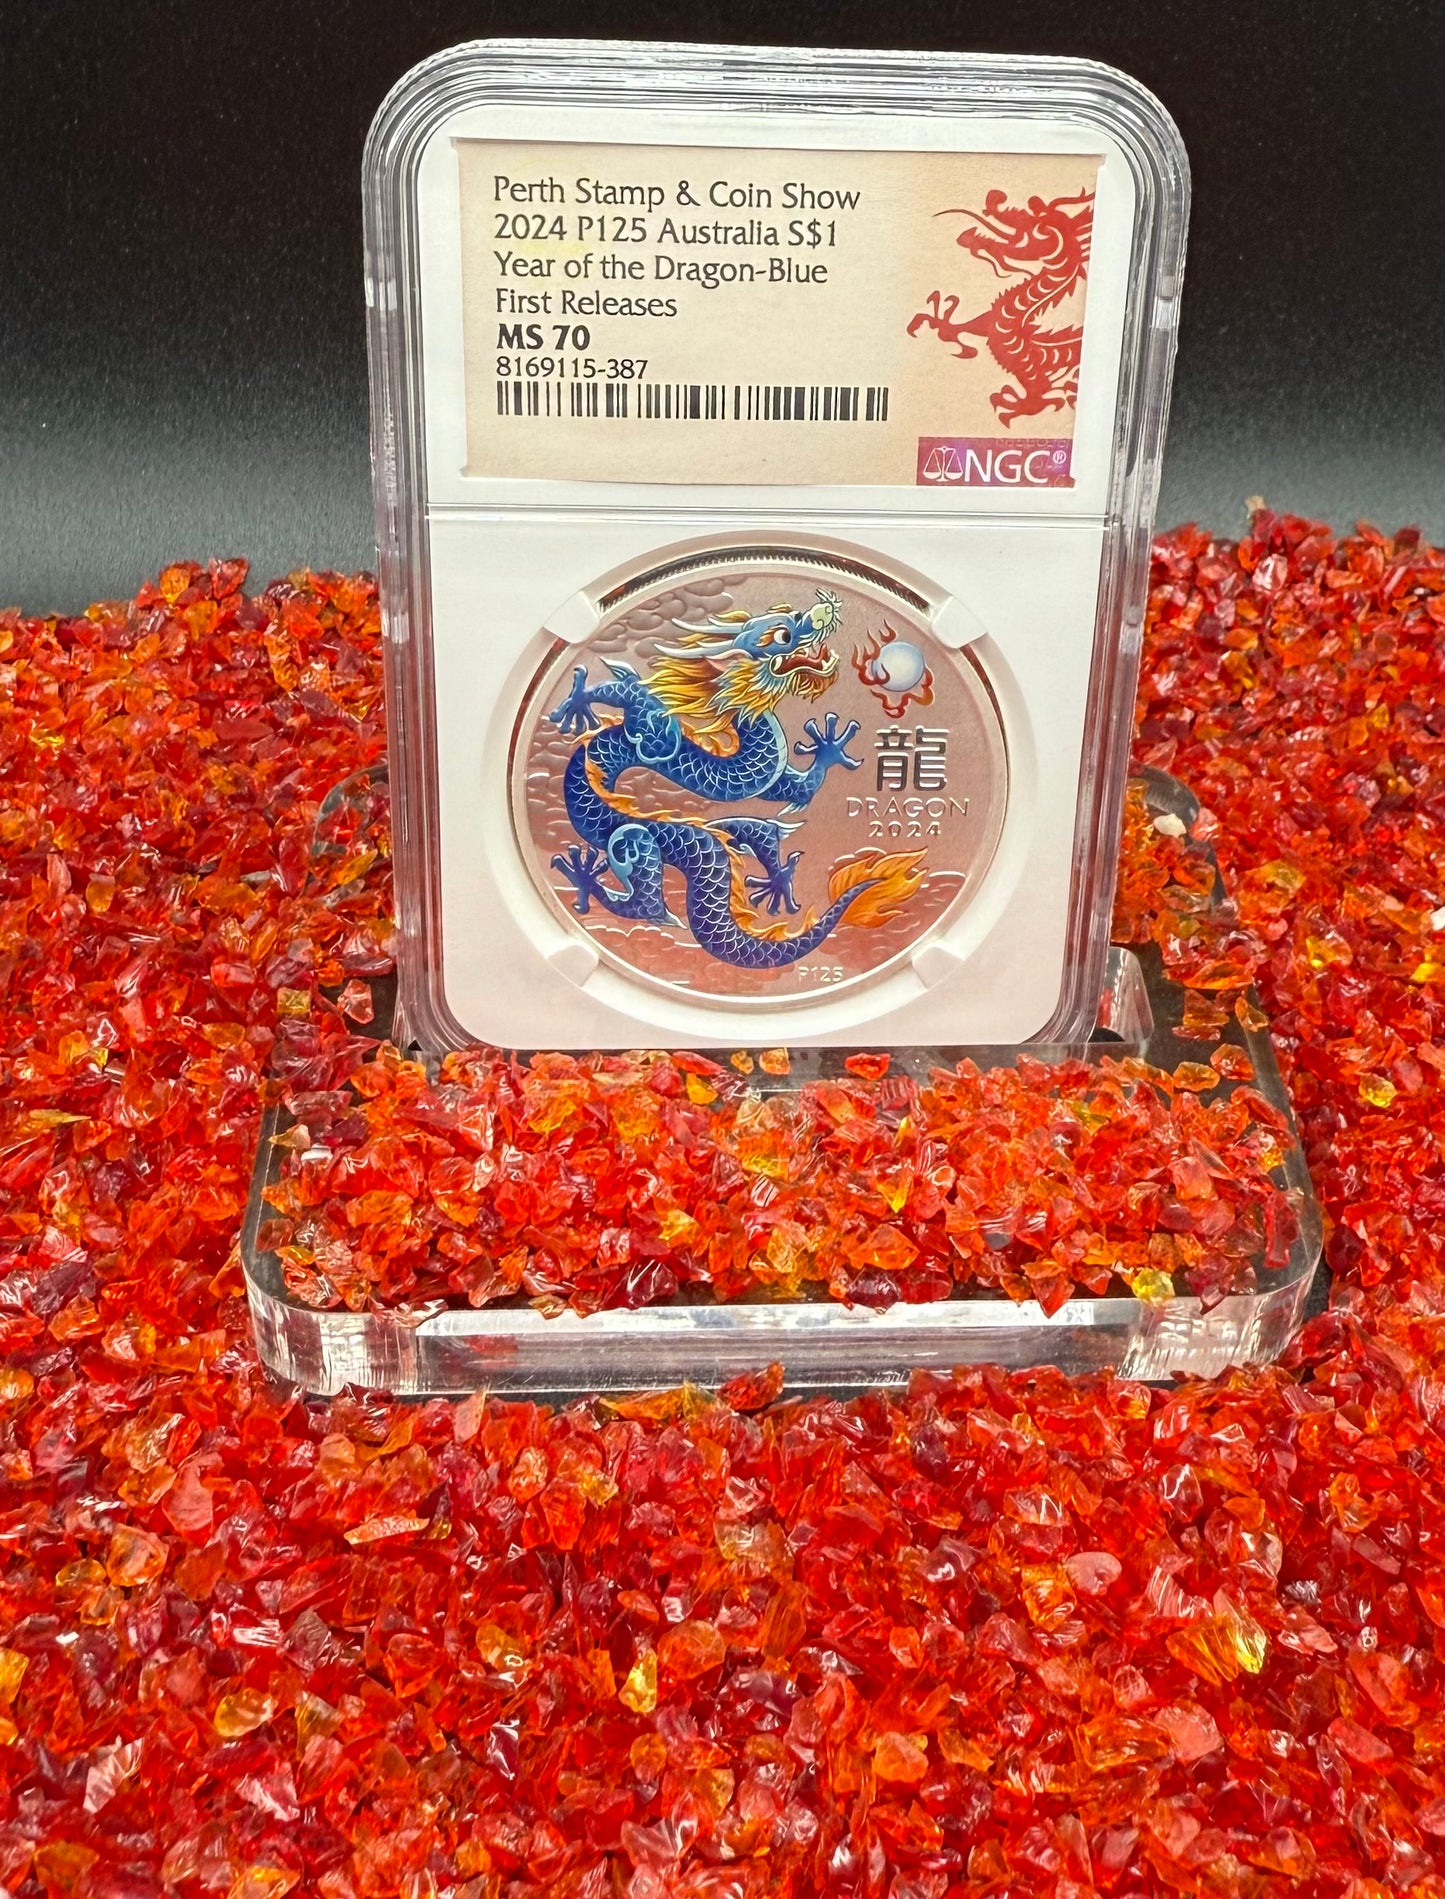 Perth Stamp & Coin Show
2024 P125 Australia S$1
Year of the Dragon-Blue
First Releases
MS 70
8169115-387
NGC®
龍
DRAGON
2024
P125